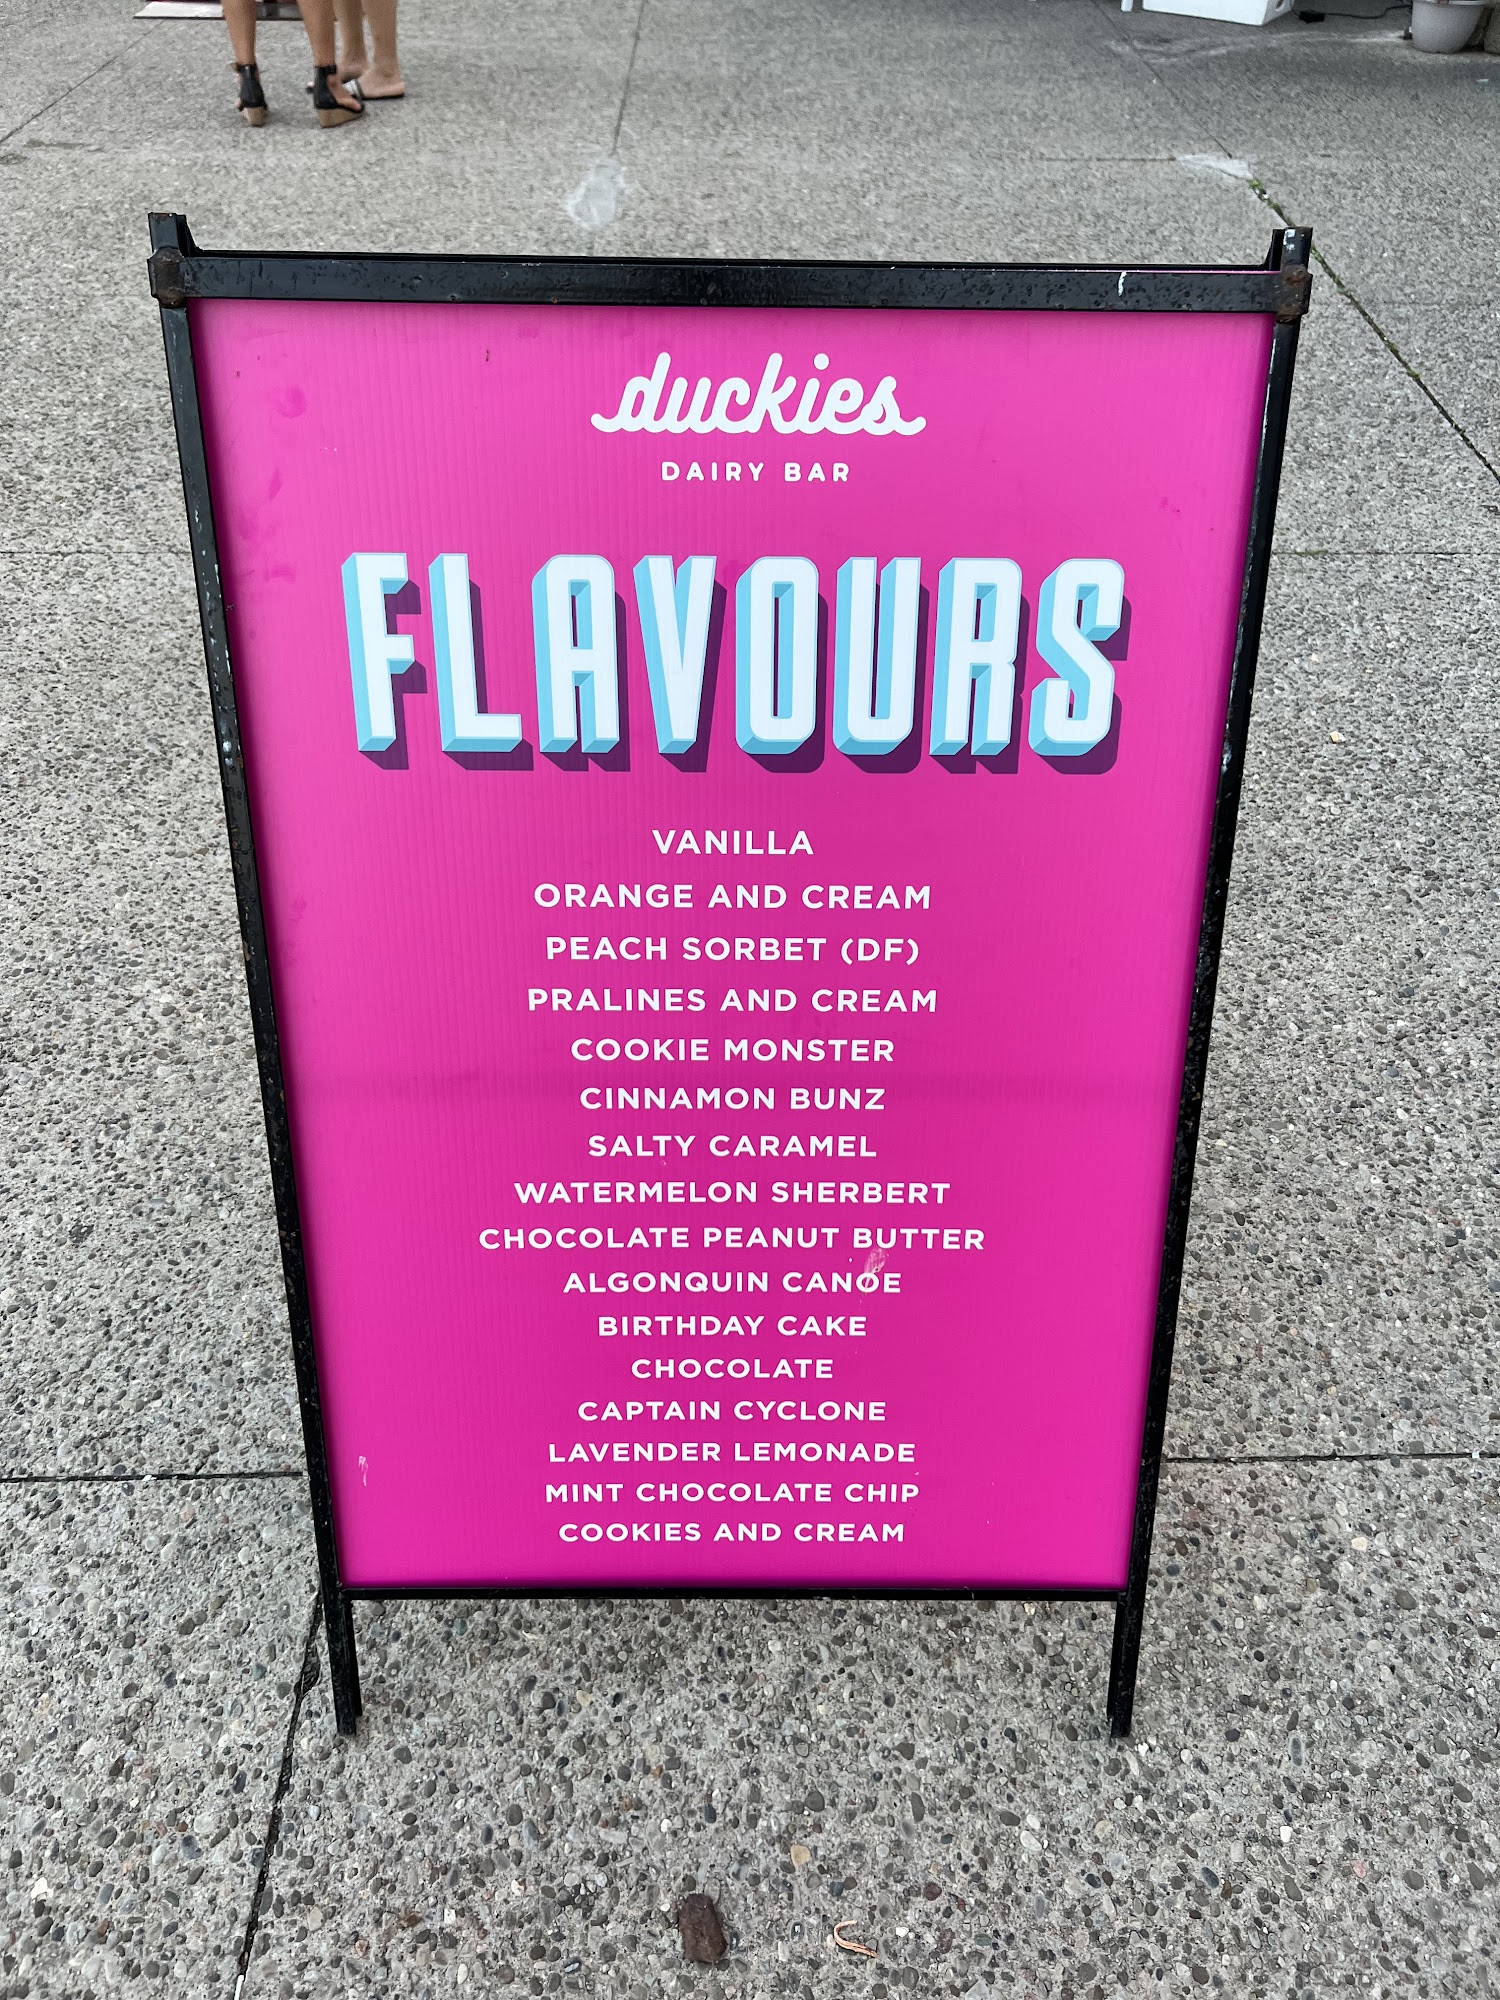 duckies
DAIRY BAR
FLAVOURS
VANILLA
ORANGE AND CREAM
PEACH SORBET (DF)
PRALINES AND CREAM
COOKIE MONSTER
CINNAMON BUNZ
SALTY CARAMEL
WATERMELON SHERBERT
CHOCOLATE PEANUT BUTTER
ALGONQUIN CANOE
BIRTHDAY CAKE
CHOCOLATE
CAPTAIN CYCLONE
LAVENDER LEMONADE
MINT CHOCOLATE CHIP
COOKIES AND CREAM